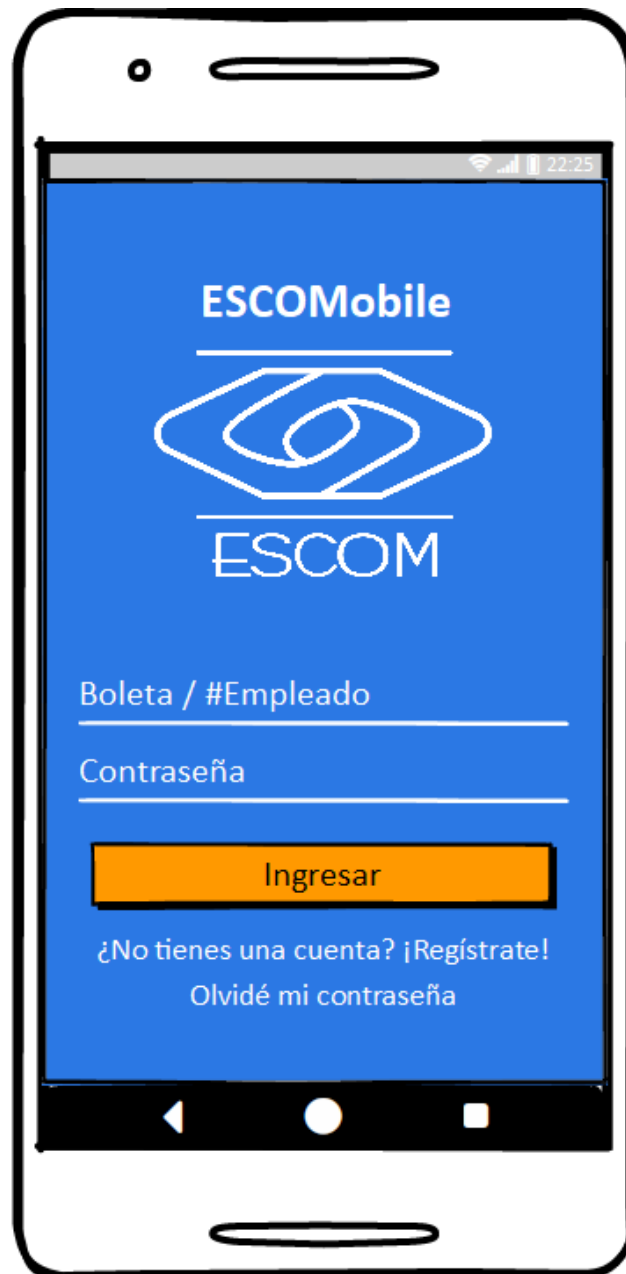 22:25
ESCOMobile
ESCOM
Boleta / #Empleado
Contraseña
Ingresar
¿No tienes una cuenta? ¡Regístrate!
Olvidé mi contraseña